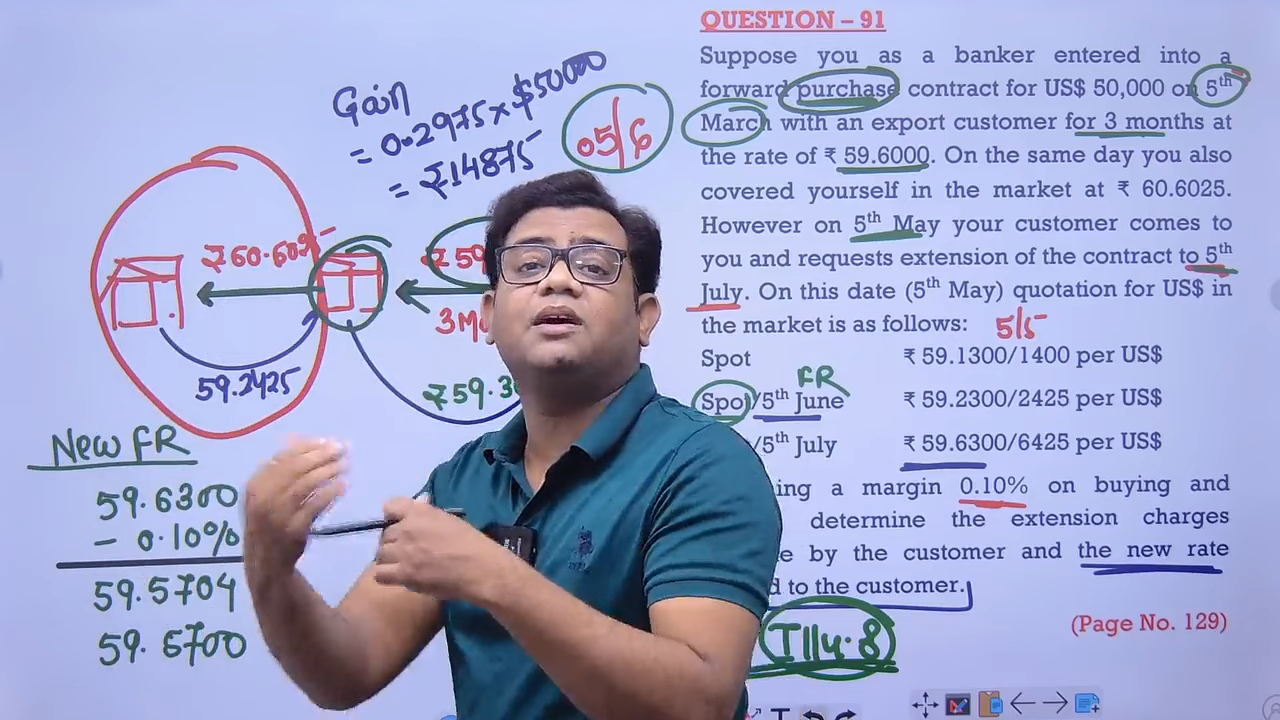 QUESTION – 91
Suppose you as a banker entered into a
forward purchase contract for US$ 50,000 on 5th
March with an export customer for 3 months at
the rate of ₹ 59.6000. On the same day you also
covered yourself in the market at ₹ 60.6025.
However on 5th May your customer comes to
you and requests extension of the contract to 5th
July. On this date (5th May) quotation for US$ in
the market is as follows: 5/5
Spot ₹ 59.1300/1400 per US$
FR
Spot/5th June ₹ 59.2300/2425 per US$
/5th July ₹ 59.6300/6425 per US$
ing a margin 0.10% on buying and
determine the extension charges
e by the customer and the new rate
d to the customer.
T114.8
(Page No. 129)
Gain
= 0.2975 × $50000
= ₹14875
05/6
₹59
3M
59.2425
₹59.3
New FR
59.6300
- 0.10%
59.5704
59.5700